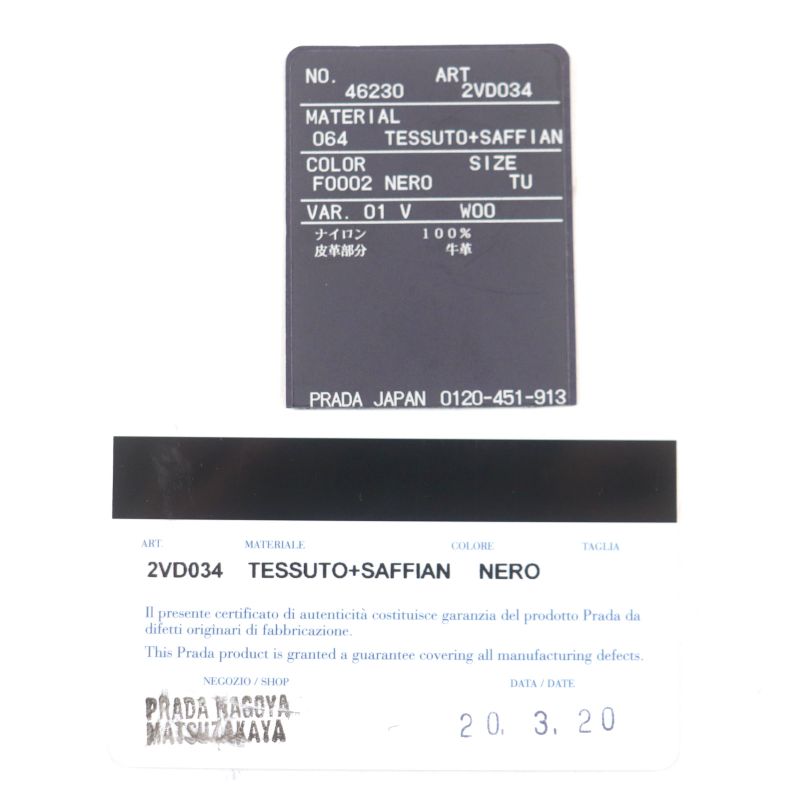 NO. ART
46230 2VD034
MATERIAL
064 TESSUTO+SAFFIAN
COLOR SIZE
F0002 NERO TU
VAR. 01 V W00
ナイロン 100%
皮革部分 牛革
PRADA JAPAN 0120-451-913
ART. MATERIALE COLORE TAGLIA
2VD034 TESSUTO+SAFFIAN NERO
Il presente certificato di autenticità costituisce garanzia del prodotto Prada da
difetti originari di fabbricazione.
This Prada product is granted a guarantee covering all manufacturing defects.
NEGOZIO / SHOP DATA / DATE
PRADA NAGOYA
MATSUZAKAYA
20. 3. 20